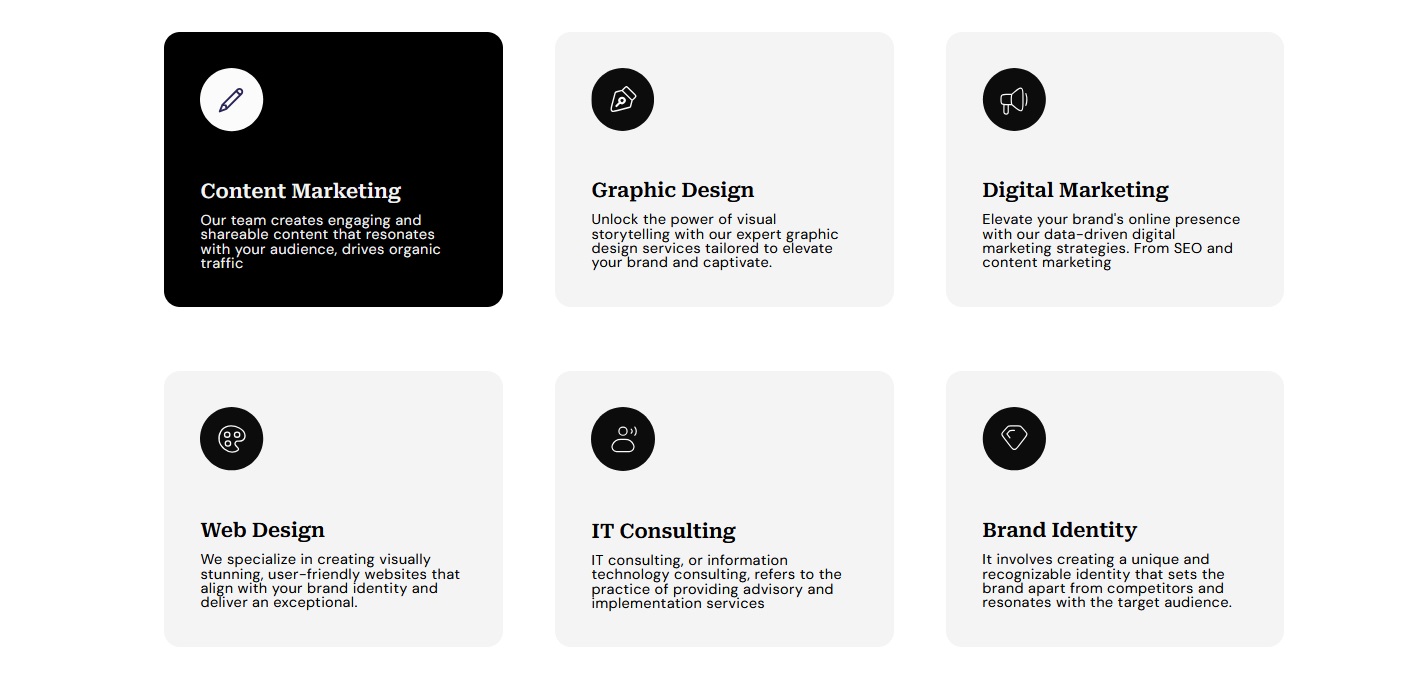 Content Marketing
Our team creates engaging and
shareable content that resonates
with your audience, drives organic
traffic
Graphic Design
Unlock the power of visual
storytelling with our expert graphic
design services tailored to elevate
your brand and captivate.
Digital Marketing
Elevate your brand's online presence
with our data-driven digital
marketing strategies. From SEO and
content marketing
Web Design
We specialize in creating visually
stunning, user-friendly websites that
align with your brand identity and
deliver an exceptional.
IT Consulting
IT consulting, or information
technology consulting, refers to the
practice of providing advisory and
implementation services
Brand Identity
It involves creating a unique and
recognizable identity that sets the
brand apart from competitors and
resonates with the target audience.